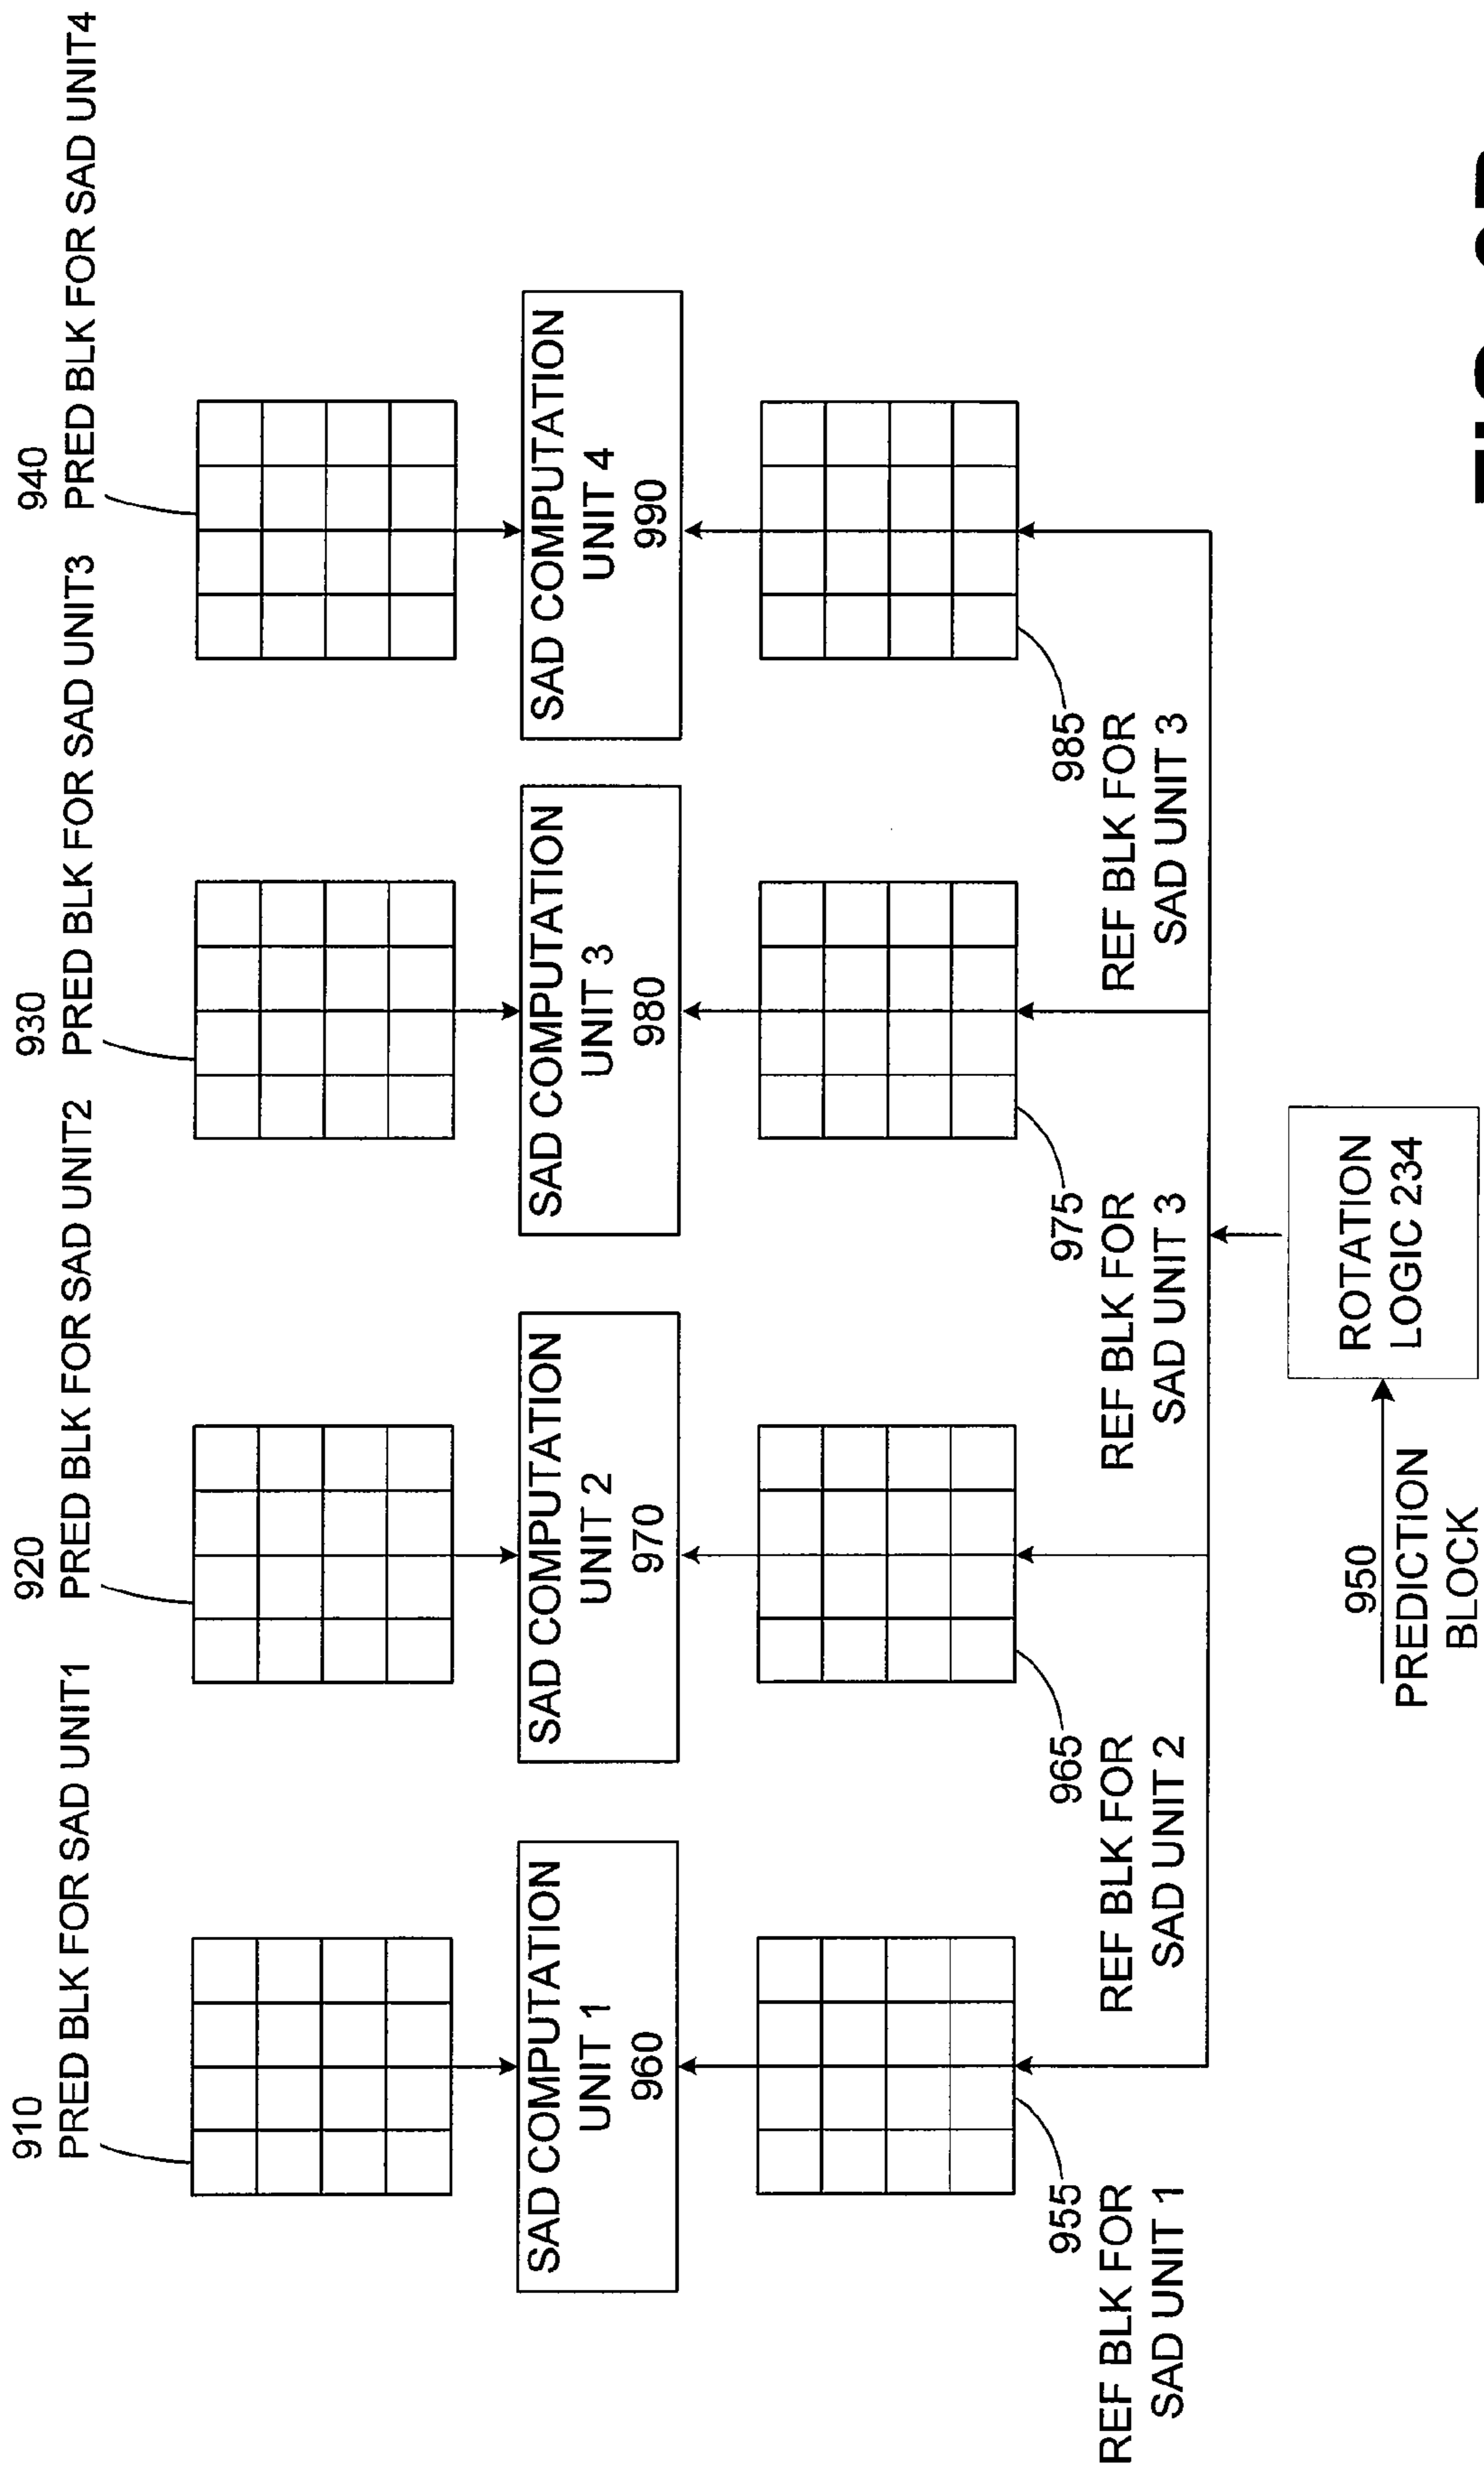 910
PRED BLK FOR SAD UNIT1
920
PRED BLK FOR SAD UNIT2
930
PRED BLK FOR SAD UNIT3
940
PRED BLK FOR SAD UNIT4
SAD COMPUTATION
UNIT 1
960
SAD COMPUTATION
UNIT 2
970
SAD COMPUTATION
UNIT 3
980
SAD COMPUTATION
UNIT 4
990
955
REF BLK FOR
SAD UNIT 1
965
REF BLK FOR
SAD UNIT 2
975
REF BLK FOR
SAD UNIT 3
985
REF BLK FOR
SAD UNIT 3
950
PREDICTION
BLOCK
ROTATION
LOGIC 234